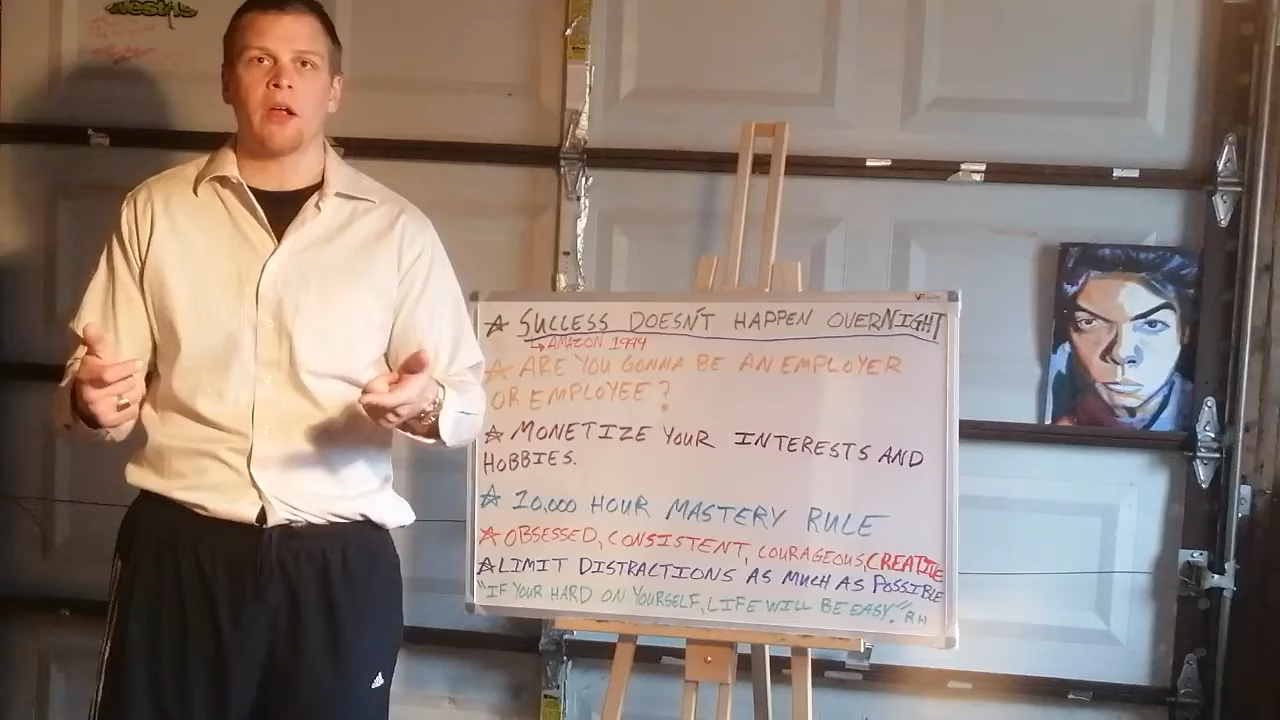 ☆ SUCCESS DOESN'T HAPPEN OVERNIGHT
↳ AMAZON 1994
☆ ARE YOU GONNA BE AN EMPLOYER
OR EMPLOYEE?
☆ MONETIZE YOUR INTERESTS AND
HOBBIES.
☆ 10,000 HOUR MASTERY RULE
☆ OBSESSED, CONSISTENT, COURAGEOUS, CREATIVE
☆ LIMIT DISTRACTIONS AS MUCH AS POSSIBLE
"IF YOUR HARD ON YOURSELF, LIFE WILL BE EASY." RH
adidas